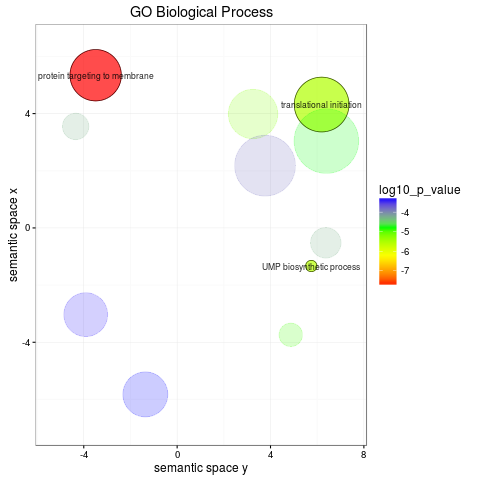 GO Biological Process
protein targeting to membrane
translational initiation
UMP biosynthetic process
semantic space x
4
0
-4
-4
0
4
8
semantic space y
log10_p_value
-4
-5
-6
-7